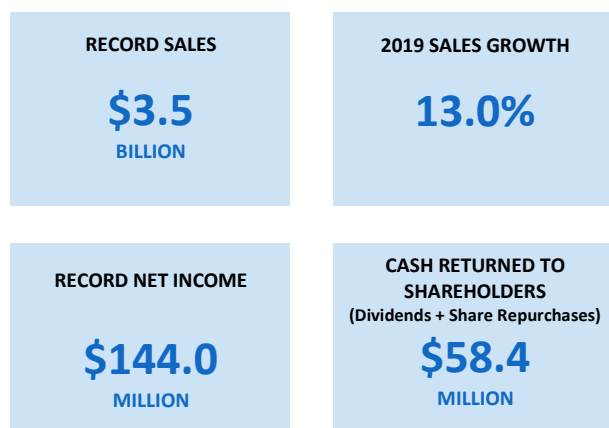 RECORD SALES
$3.5
BILLION
2019 SALES GROWTH
13.0%
RECORD NET INCOME
$144.0
MILLION
CASH RETURNED TO
SHAREHOLDERS
(Dividends + Share Repurchases)
$58.4
MILLION